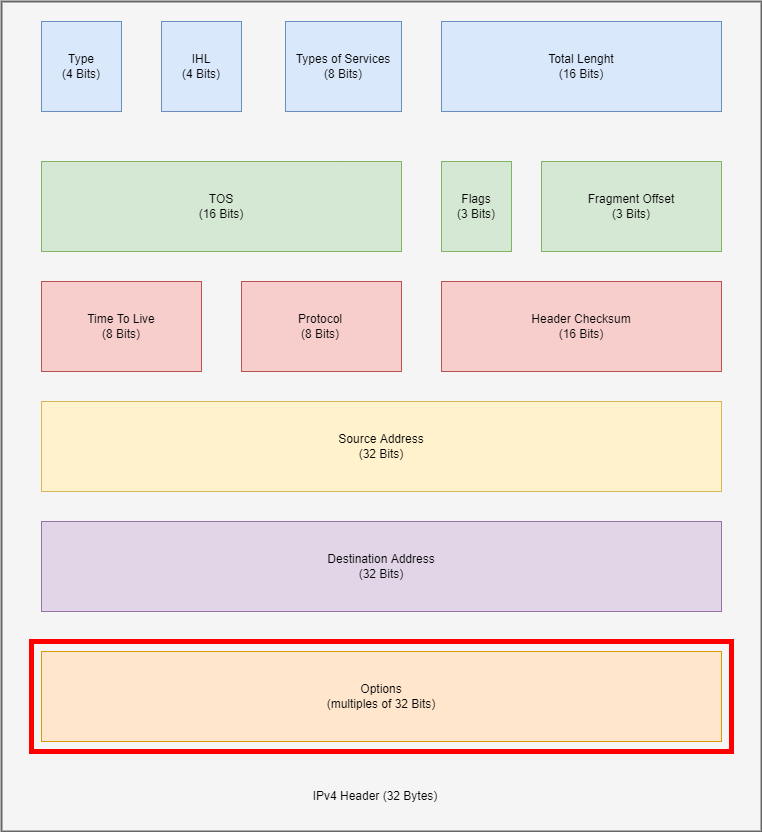 Type
(4 Bits)
IHL
(4 Bits)
Types of Services
(8 Bits)
Total Lenght
(16 Bits)
TOS
(16 Bits)
Flags
(3 Bits)
Fragment Offset
(3 Bits)
Time To Live
(8 Bits)
Protocol
(8 Bits)
Header Checksum
(16 Bits)
Source Address
(32 Bits)
Destination Address
(32 Bits)
Options
(multiples of 32 Bits)
IPv4 Header (32 Bytes)